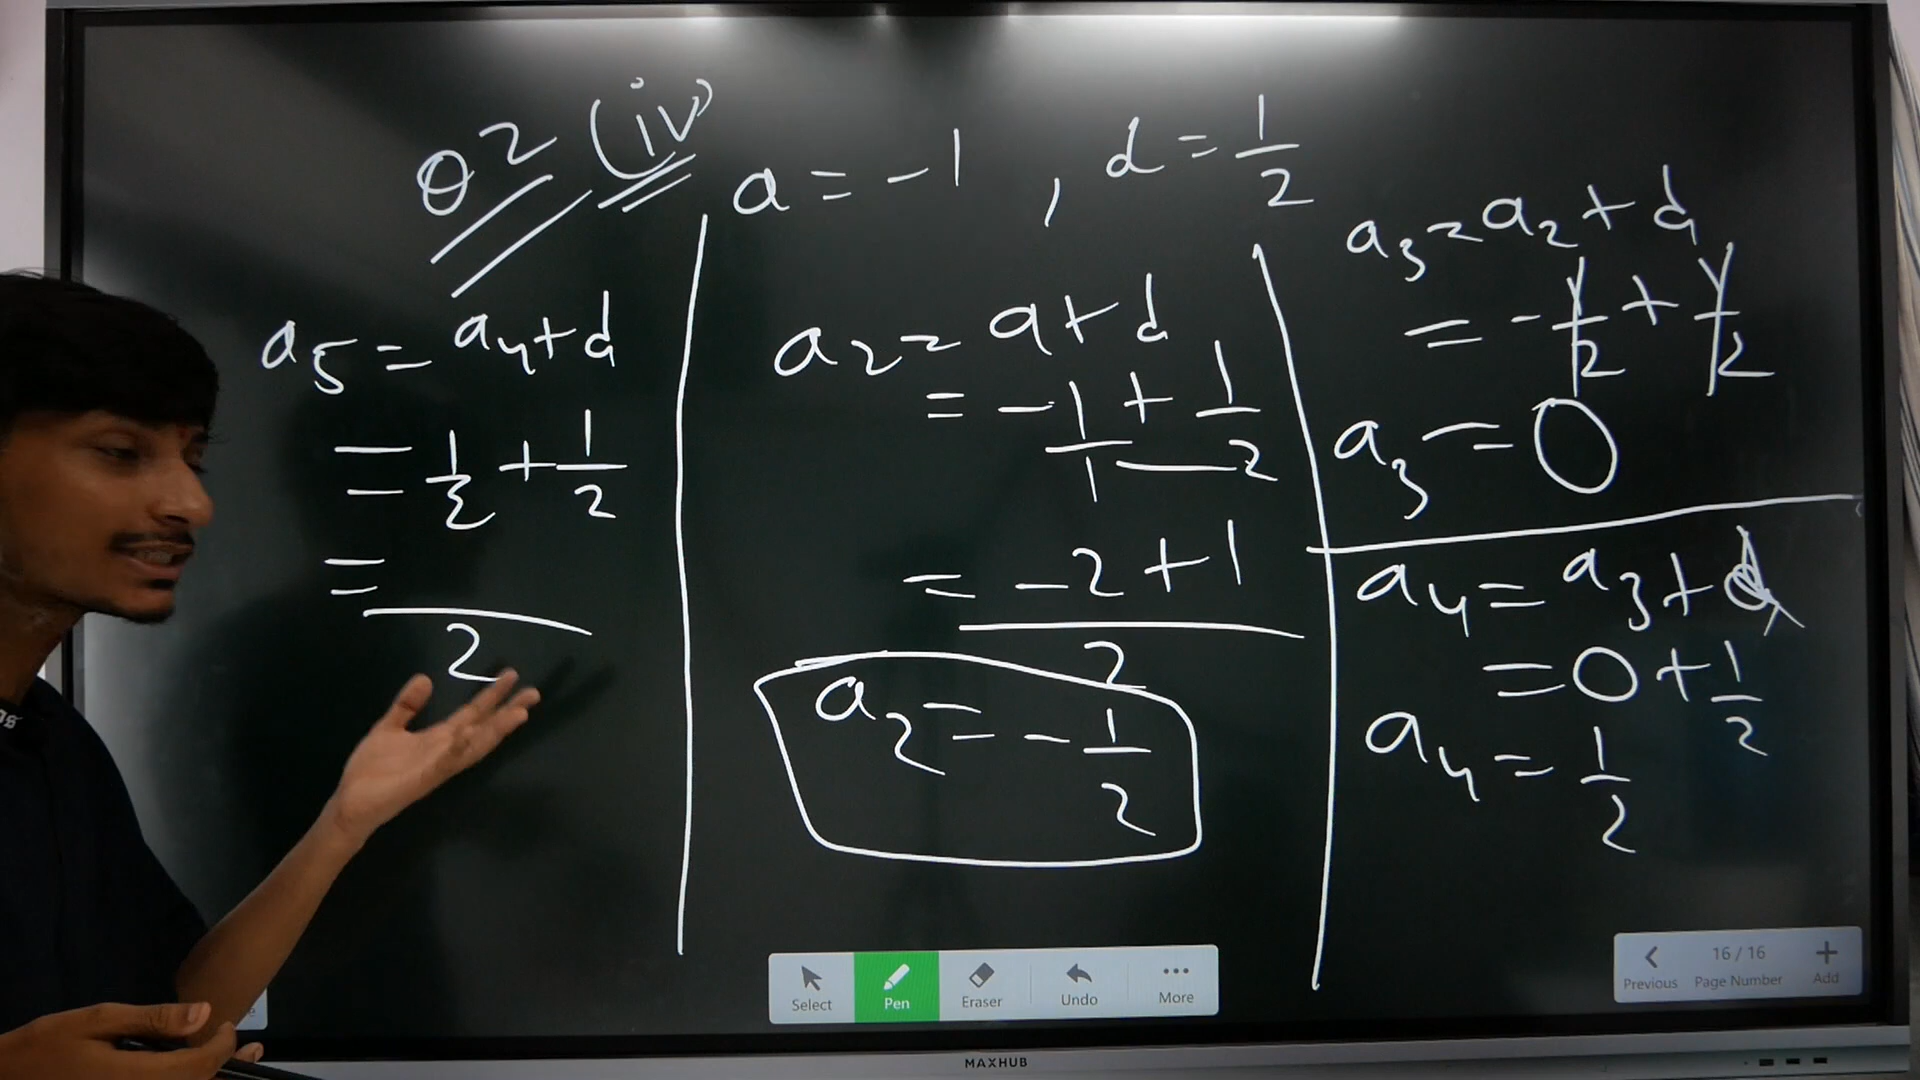 Q2 (iv)
a = -1 , d = 1/2
a5 = a4 + d
= 1/2 + 1/2
= /2
a2 = a + d
= -1/1 + 1/2
= (-2 + 1)/2
a2 = -1/2
a3 = a2 + d
= -1/2 + 1/2
a3 = 0
a4 = a3 + d
= 0 + 1/2
a4 = 1/2
Select
Pen
Eraser
Undo
More
Previous
16 / 16
Page Number
Add
MAXHUB